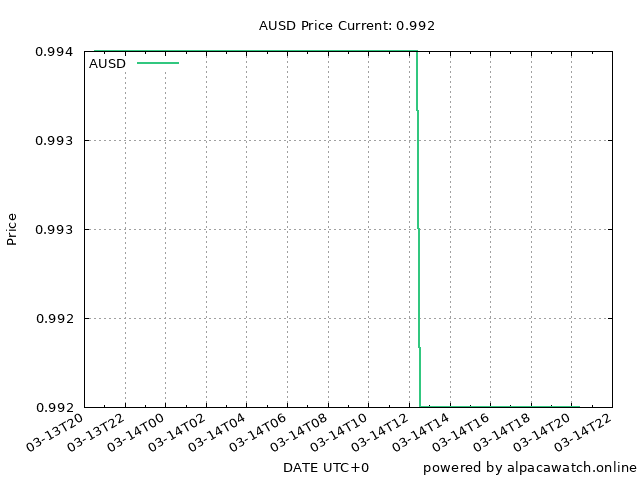 AUSD Price Current: 0.992
0.994
AUSD
0.993
0.993
Price
0.992
0.992
03-13T20 03-13T22 03-14T00 03-14T02 03-14T04 03-14T06 03-14T08 03-14T10 03-14T12 03-14T14 03-14T16 03-14T18 03-14T20 03-14T22
DATE UTC+0
powered by alpacawatch.online